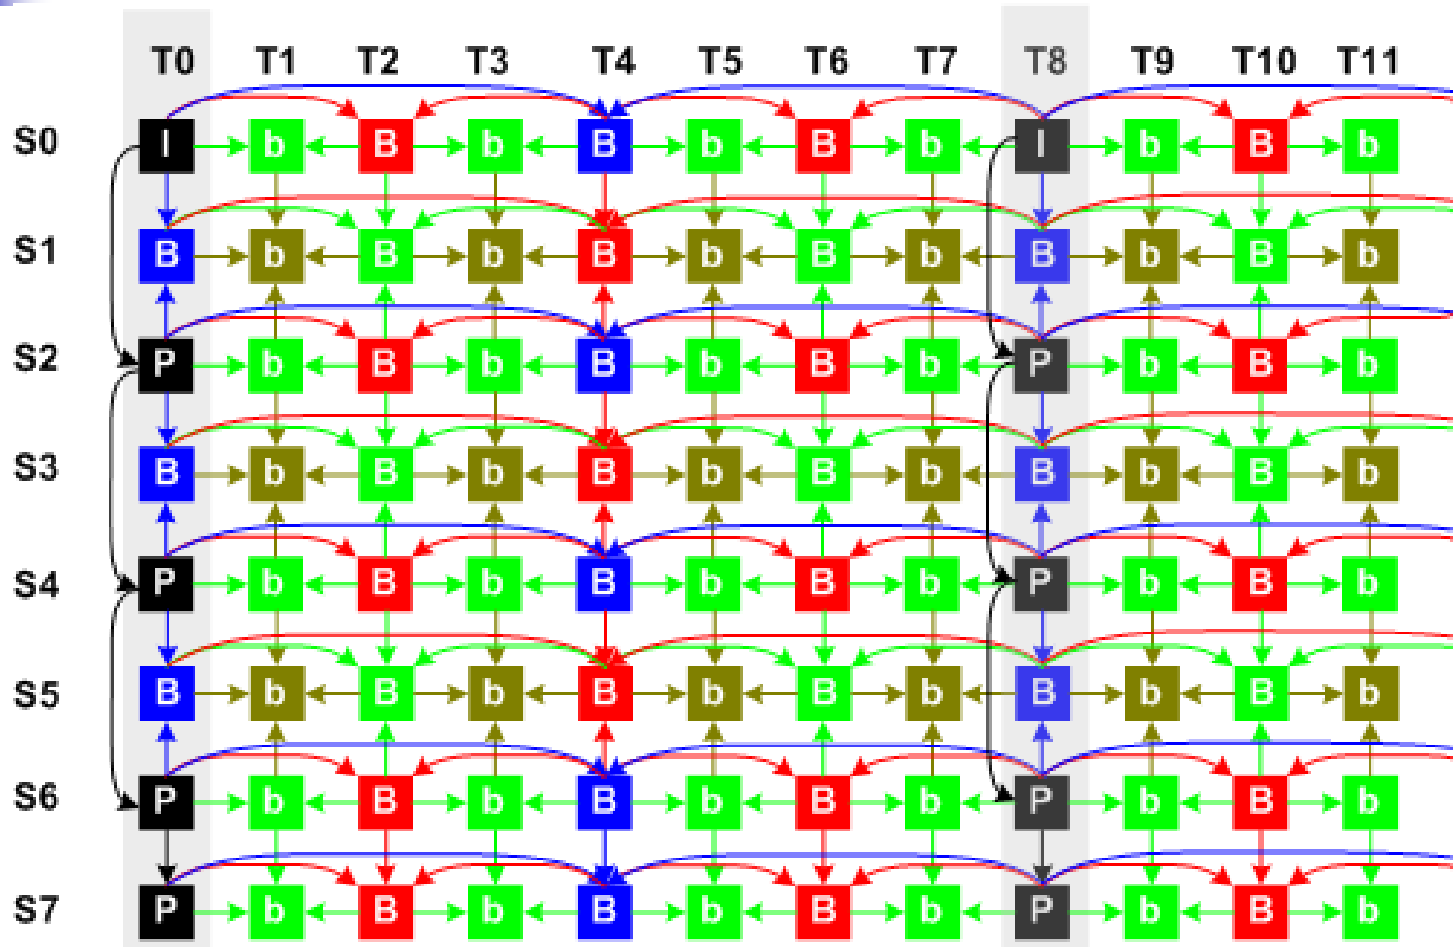 T0 T1 T2 T3 T4 T5 T6 T7 T8 T9 T10 T11
S0 I b B b B b B b I b B b
S1 B b B b B b B b B b B b
S2 P b B b B b B b P b B b
S3 B b B b B b B b B b B b
S4 P b B b B b B b P b B b
S5 B b B b B b B b B b B b
S6 P b B b B b B b P b B b
S7 P b B b B b B b P b B b